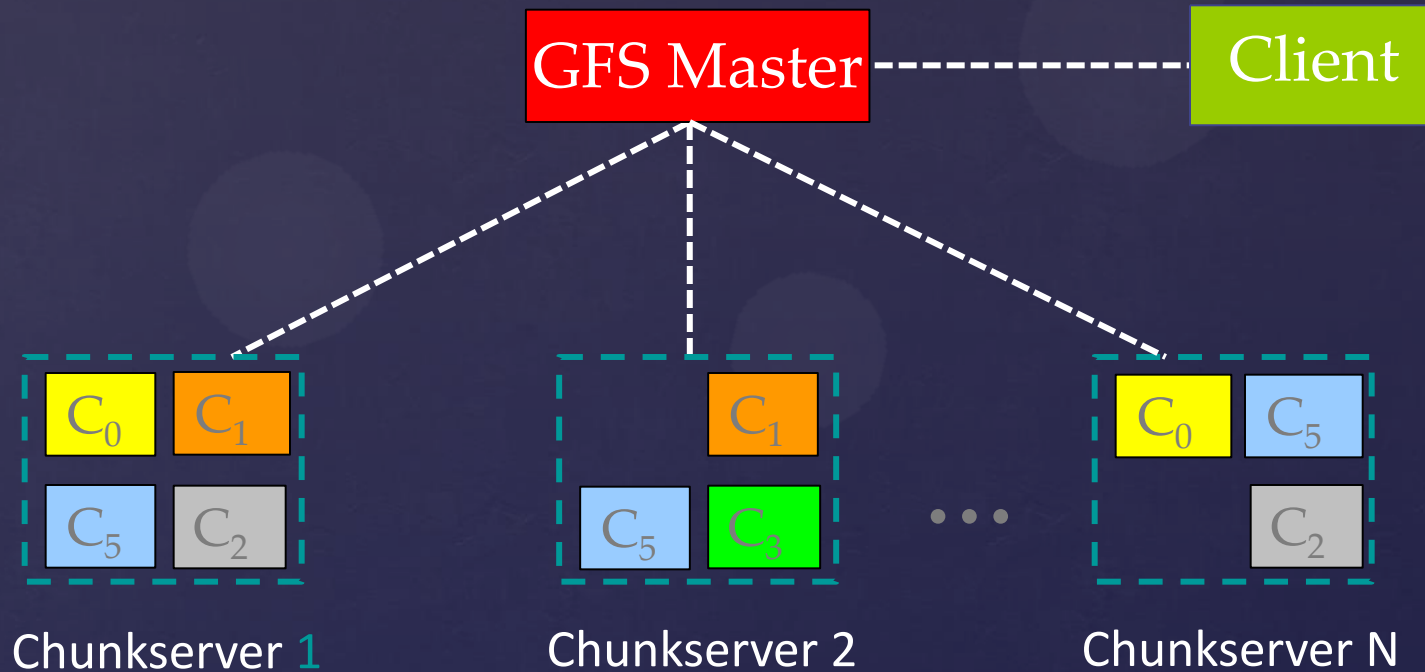 GFS Master
Client
C₀ C₁
C₅ C₂
C₁
C₅ C₃
C₀ C₅
C₂
...
Chunkserver 1
Chunkserver 2
Chunkserver N